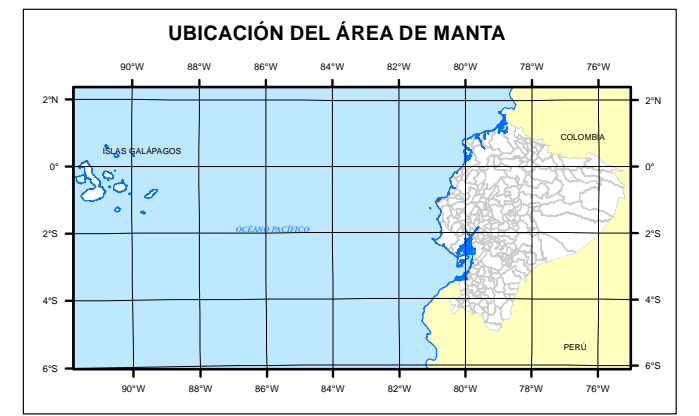 UBICACIÓN DEL ÁREA DE MANTA
90°W 88°W 86°W 84°W 82°W 80°W 78°W 76°W
2°N 2°N
COLOMBIA
ISLAS GALÁPAGOS
0° 0°
OCÉANO PACÍFICO
2°S 2°S
4°S 4°S
PERÚ
6°S 6°S
90°W 88°W 86°W 84°W 82°W 80°W 78°W 76°W